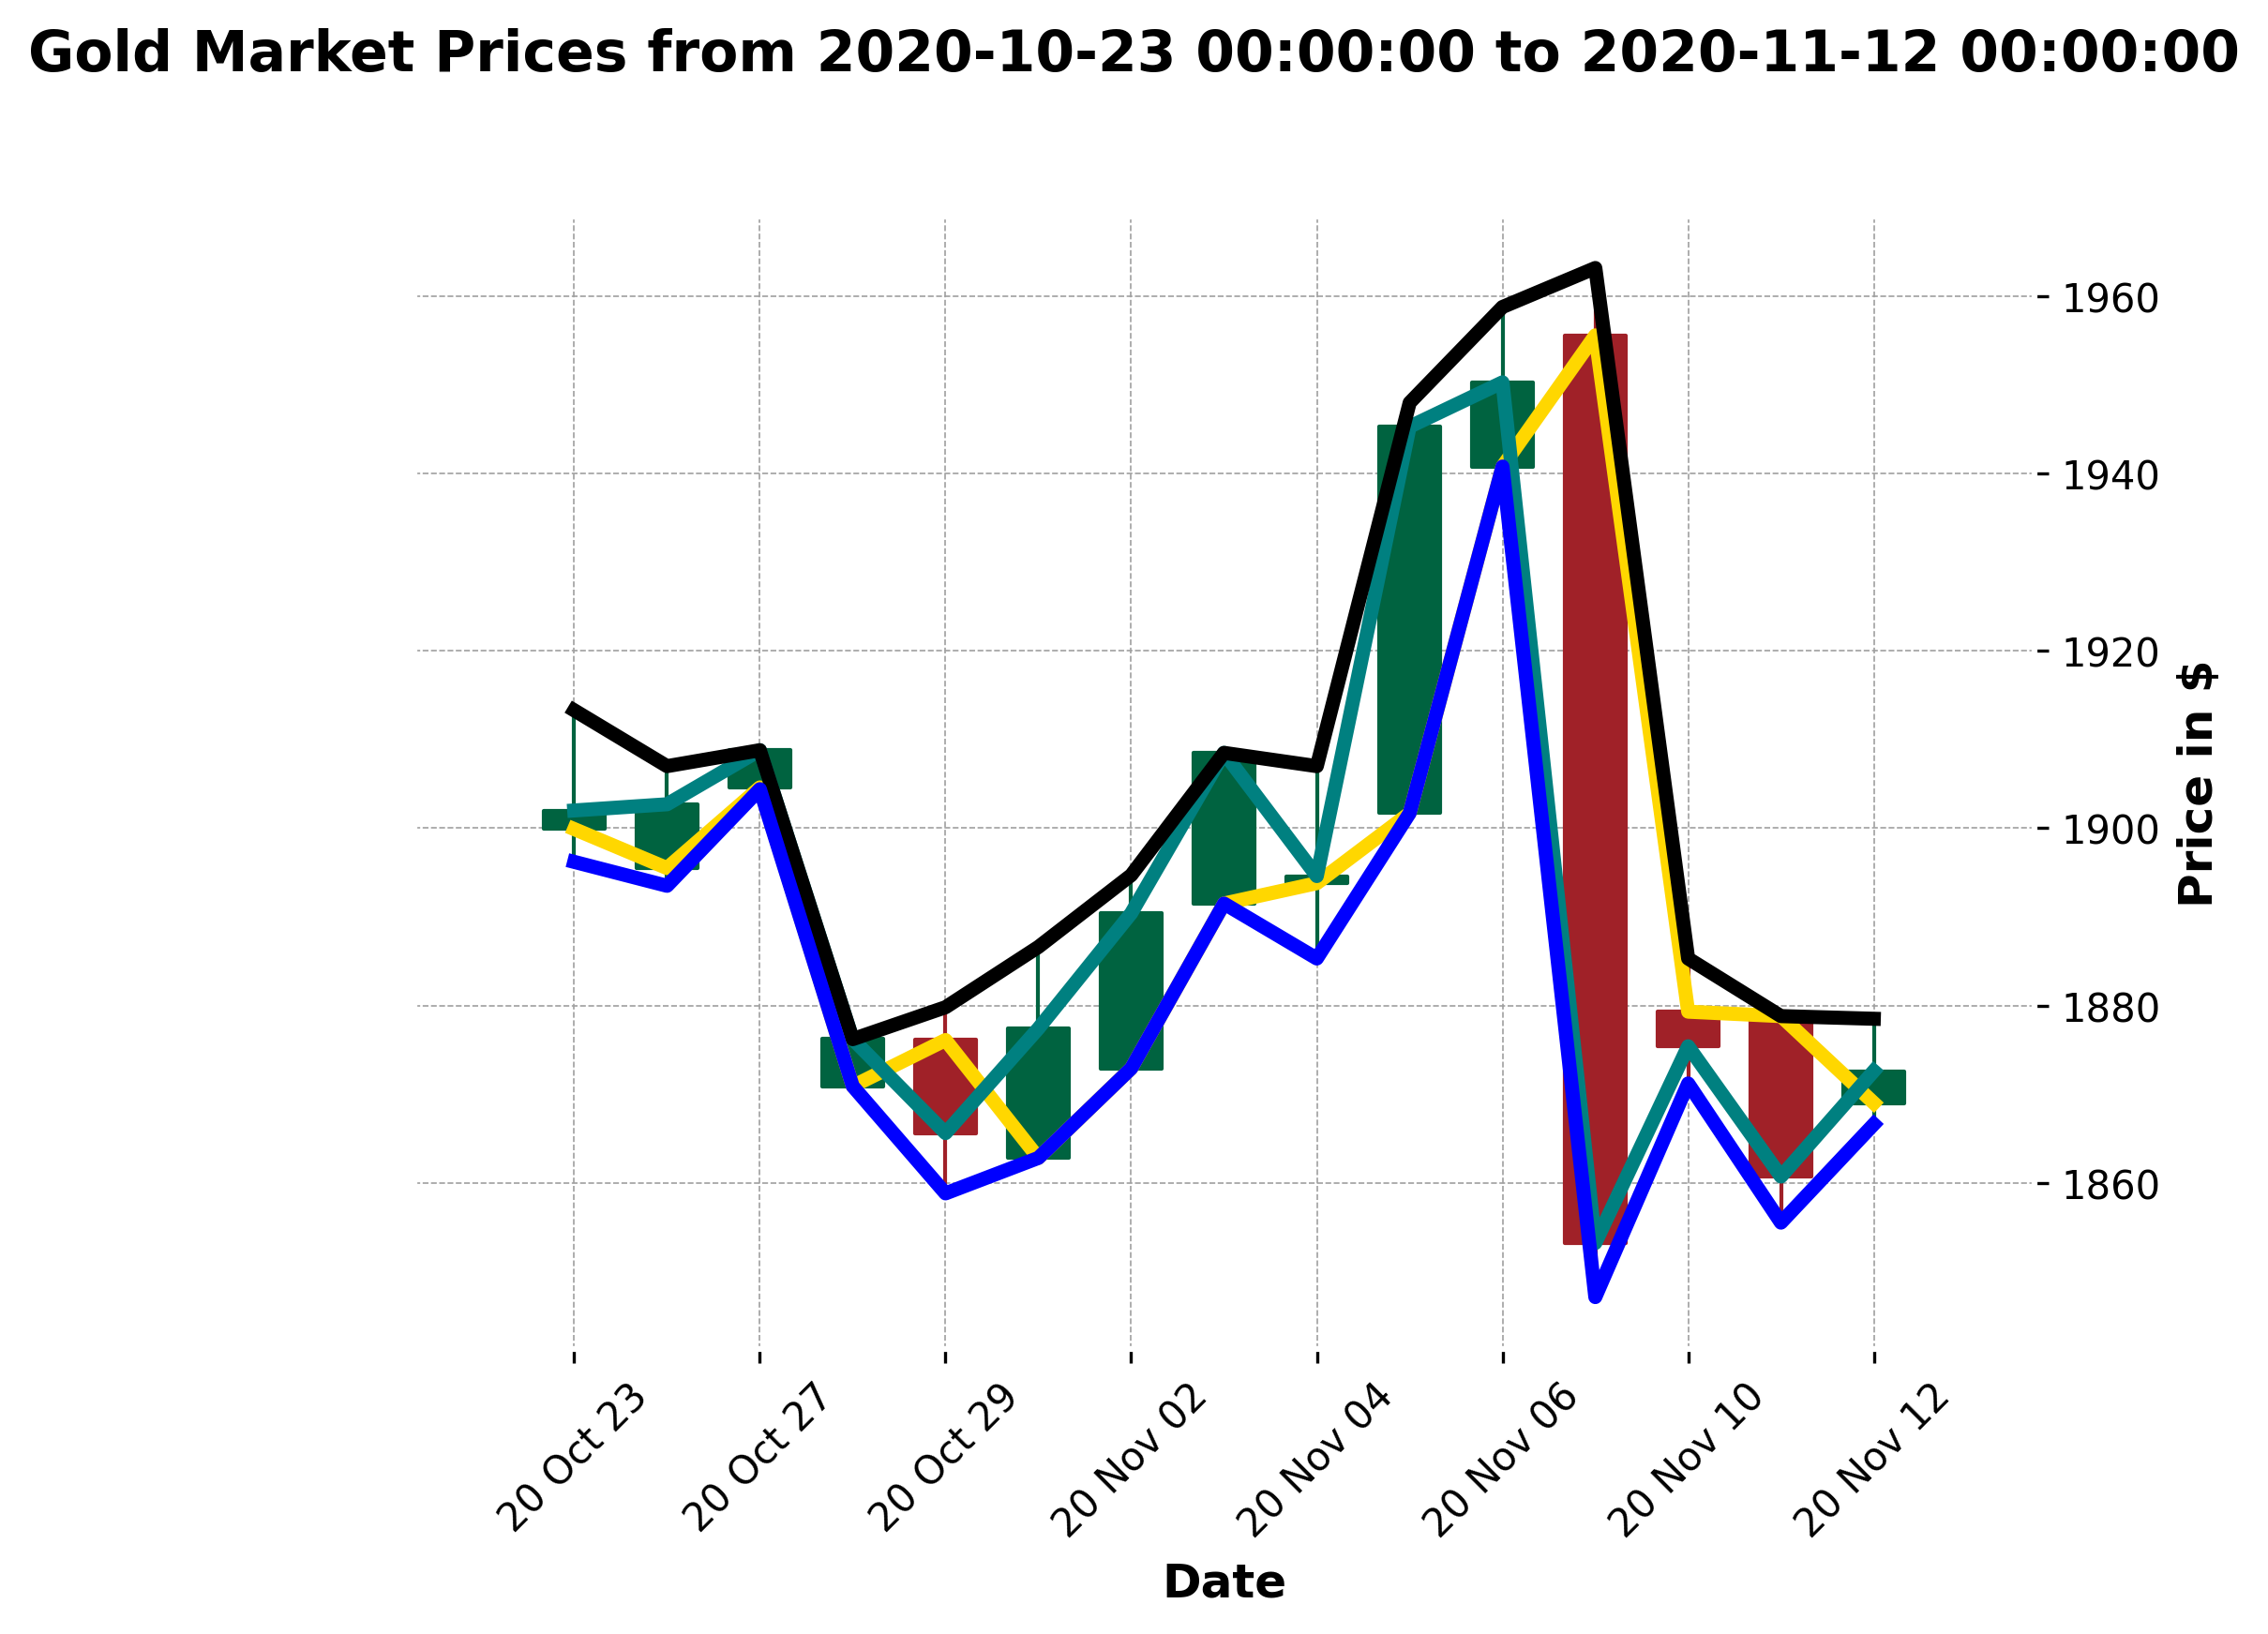 Gold Market Prices from 2020-10-23 00:00:00 to 2020-11-12 00:00:00
1960
1940
1920
1900
1880
1860
Price in $
20 Oct 23
20 Oct 27
20 Oct 29
20 Nov 02
20 Nov 04
20 Nov 06
20 Nov 10
20 Nov 12
Date